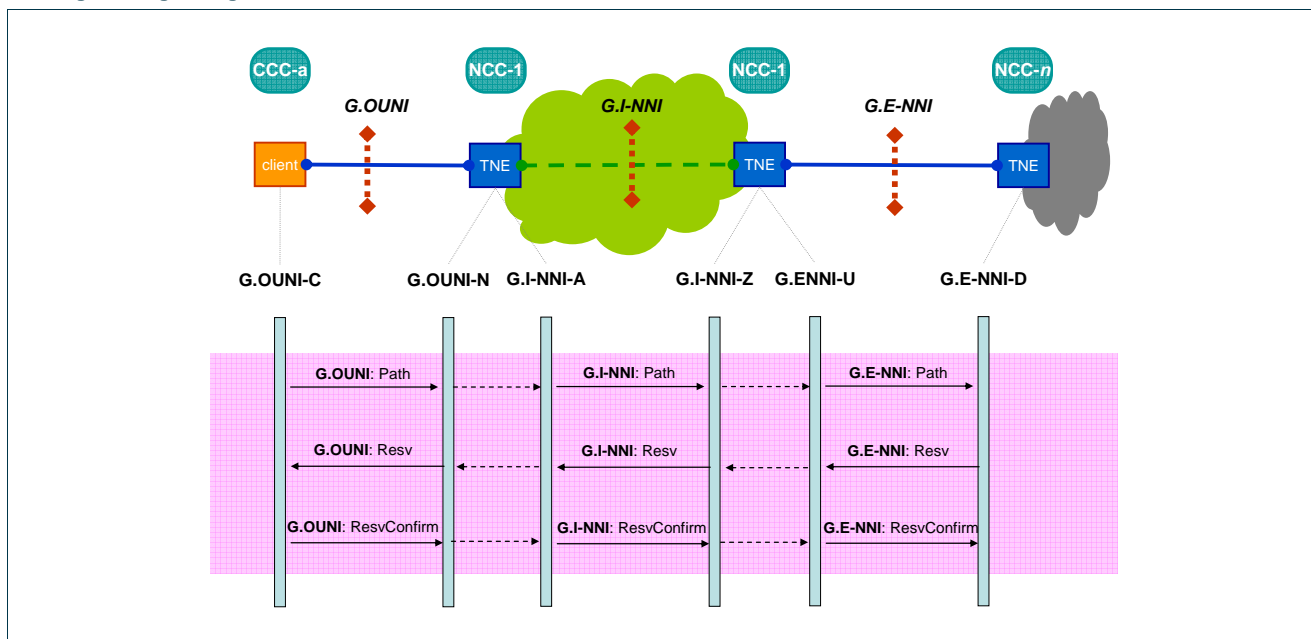 CCC-a NCC-1 NCC-1 NCC-n
G.OUNI G.I-NNI G.E-NNI
client TNE TNE TNE
G.OUNI-C G.OUNI-N G.I-NNI-A G.I-NNI-Z G.ENNI-U G.E-NNI-D
G.OUNI: Path G.I-NNI: Path G.E-NNI: Path
G.OUNI: Resv G.I-NNI: Resv G.E-NNI: Resv
G.OUNI: ResvConfirm G.I-NNI: ResvConfirm G.E-NNI: ResvConfirm